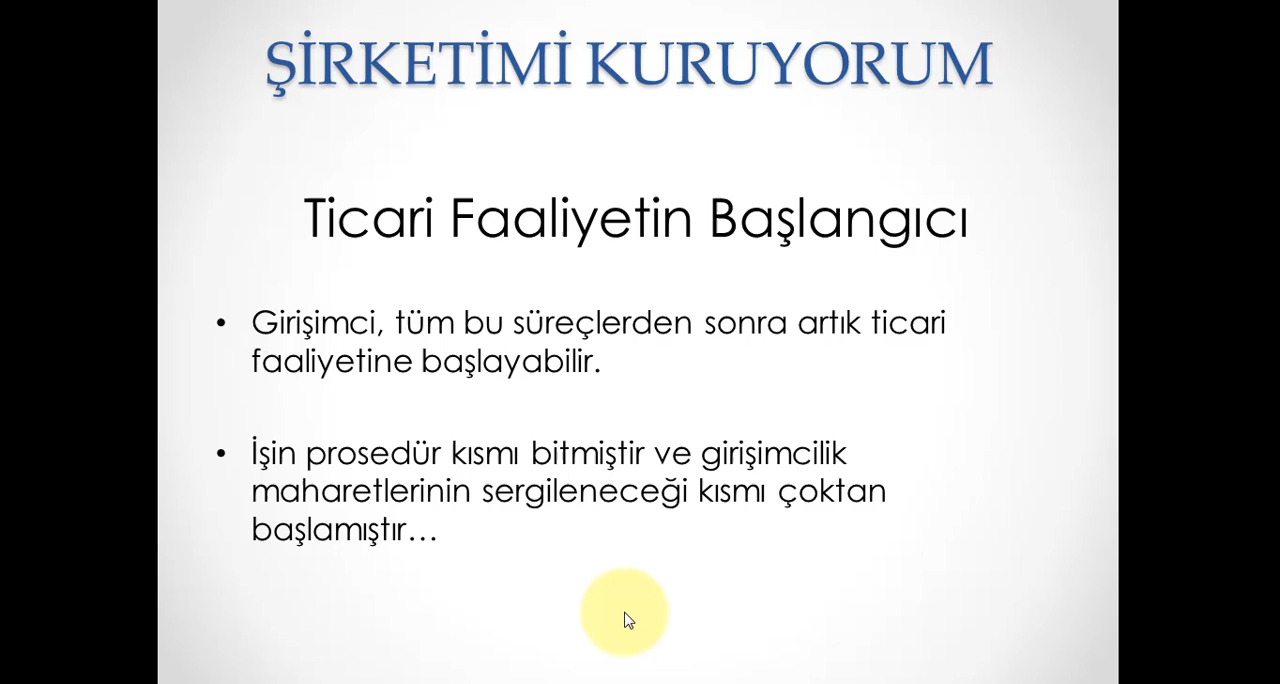 ŞİRKETİMİ KURUYORUM
Ticari Faaliyetin Başlangıcı
• Girişimci, tüm bu süreçlerden sonra artık ticari
faaliyetine başlayabilir.
• İşin prosedür kısmı bitmiştir ve girişimcilik
maharetlerinin sergileneceği kısmı çoktan
başlamıştır…